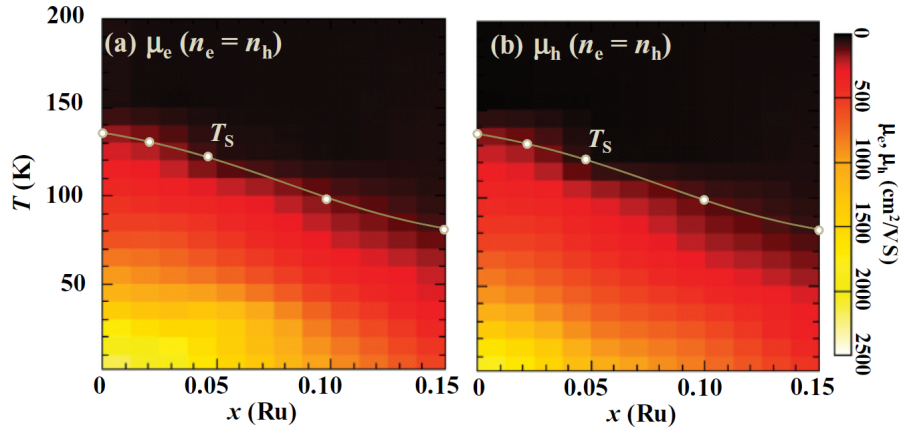 200
150
100
50
T (K)
(a) μe (ne = nh)
TS
0
0.05
0.10
0.15
x (Ru)
(b) μh (ne = nh)
TS
0
0.05
0.10
0.15
x (Ru)
0
500
1000
1500
2000
2500
μe, μh (cm²/VS)